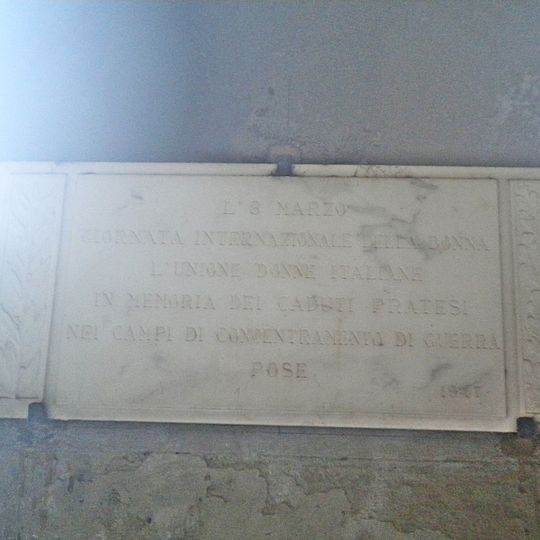 L'8 MARZO
GIORNATA INTERNAZIONALE DELLA DONNA
L'UNIONE DONNE ITALIANE
IN MEMORIA DEI CADUTI PRATESI
NEI CAMPI DI CONCENTRAMENTO DI GUERRA
POSE
1947